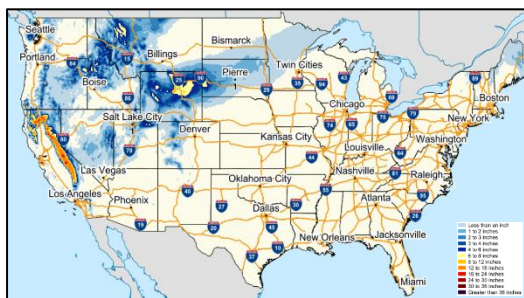 Seattle
Portland
Billings
Bismarck
Boise
Pierre
Twin Cities
Boston
Chicago
New York
Salt Lake City
Denver
Kansas City
Louisville
Washington
Las Vegas
Nashville
Raleigh
Los Angeles
Phoenix
Oklahoma City
Atlanta
Dallas
New Orleans
Jacksonville
Miami
Less than an inch
1 to 2 inches
2 to 3 inches
3 to 4 inches
4 to 6 inches
6 to 8 inches
8 to 12 inches
12 to 18 inches
18 to 24 inches
24 to 30 inches
30 to 36 inches
Greater than 36 inches